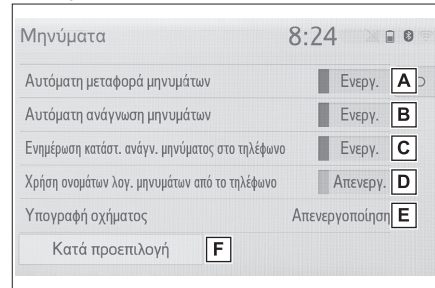 Μηνύματα 8:24
Αυτόματη μεταφορά μηνυμάτων Ενεργ. A
Αυτόματη ανάγνωση μηνυμάτων Ενεργ. B
Ενημέρωση κατάστ. ανάγν. μηνύματος στο τηλέφωνο Ενεργ. C
Χρήση ονομάτων λογ. μηνυμάτων από το τηλέφωνο Απενεργ. D
Υπογραφή οχήματος Απενεργοποίηση E
Κατά προεπιλογή F